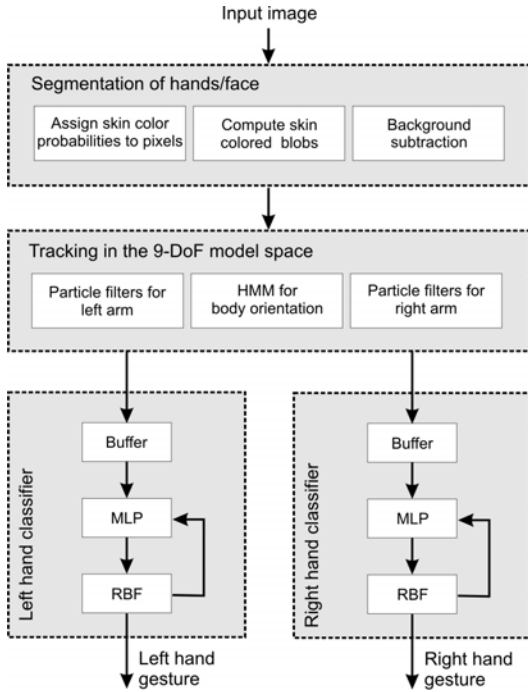 Input image
Segmentation of hands/face
Assign skin color
probabilities to pixels
Compute skin
colored blobs
Background
subtraction
Tracking in the 9-DoF model space
Particle filters for
left arm
HMM for
body orientation
Particle filters for
right arm
Left hand classifier
Buffer
MLP
RBF
Left hand
gesture
Right hand classifier
Buffer
MLP
RBF
Right hand
gesture